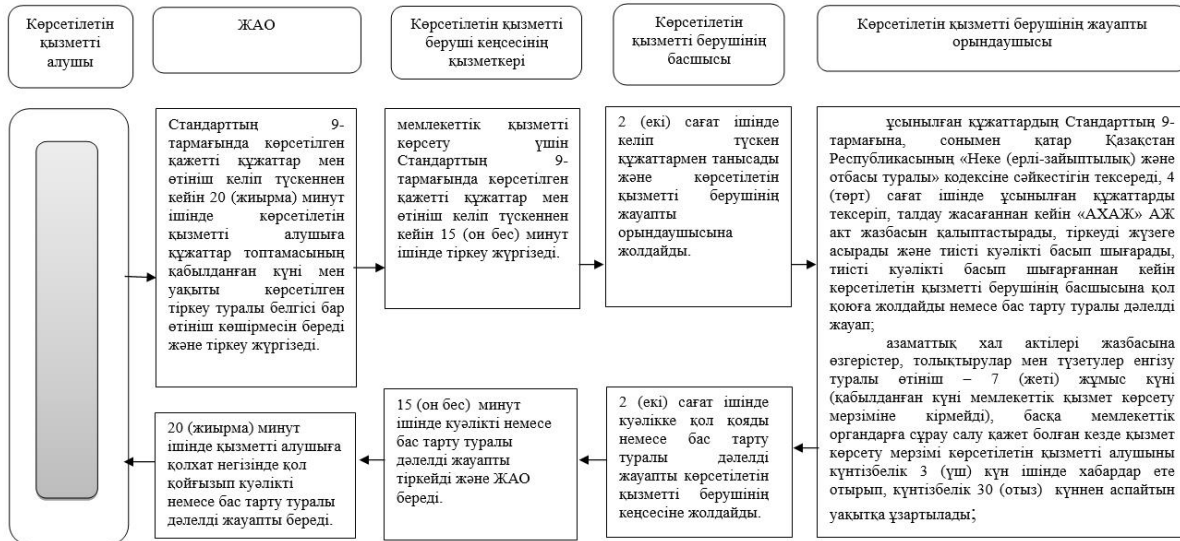 Көрсетілетін
қызметті
алушы
ЖАО
Көрсетілетін қызметті
беруші кеңсесінің
қызметкері
Көрсетілетін
қызметті берушінің
басшысы
Көрсетілетін қызметті берушінің жауапты
орындаушысы
Стандарттың 9-
тармағында көрсетілген
қажетті құжаттар мен
өтініш келіп түскеннен
кейін 20 (жиырма) минут
ішінде көрсетілетін
қызметті алушыға
құжаттар топтамасының
қабылданған күні мен
уақыты көрсетілген
тіркеу туралы белгісі бар
өтініш көшірмесін береді
және тіркеу жүргізеді.
мемлекеттік қызметті
көрсету үшін
Стандарттың 9-
тармағында көрсетілген
қажетті құжаттар мен
өтініш келіп түскеннен
кейін 15 (он бес) минут
ішінде тіркеу жүргізеді.
2 (екі) сағат ішінде
келіп түскен
құжаттармен танысады
және көрсетілетін
қызметті берушінің
жауапты
орындаушысына
жолдайды.
ұсынылған құжаттардың Стандарттың 9-
тармағына, сонымен қатар Қазақстан
Республикасының «Неке (ерлі-зайыптылық) және
отбасы туралы» кодексіне сәйкестігін тексереді, 4
(төрт) сағат ішінде ұсынылған құжаттарды
тексеріп, талдау жасағаннан кейін «АХАЖ» АЖ
акт жазбасын қалыптастырады, тіркеуді жүзеге
асырады және тиісті куәлікті басып шығарады,
тиісті куәлікті басып шығарғаннан кейін
көрсетілетін қызметті берушінің басшысына қол
қоюға жолдайды немесе бас тарту туралы дәлелді
жауап;
азаматтық хал актілері жазбасына
өзгерістер, толықтырулар мен түзетулер енгізу
туралы өтініш – 7 (жеті) жұмыс күні
(қабылданған күні мемлекеттік қызмет көрсету
мерзіміне кірмейді), басқа мемлекеттік
органдарға сұрау салу қажет болған кезде қызмет
көрсету мерзімі көрсетілетін қызметті алушыны
күнтізбелік 3 (үш) күн ішінде хабардар ете
отырып, күнтізбелік 30 (отыз) күннен аспайтын
уақытқа ұзартылады;
20 (жиырма) минут
ішінде қызметті алушыға
қолхат негізінде қол
қойғызып куәлікті
немесе бас тарту туралы
дәлелді жауапты береді.
15 (он бес) минут
ішінде куәлікті немесе
бас тарту туралы
дәлелді жауапты
тіркейді және ЖАО
береді.
2 (екі) сағат ішінде
куәлікке қол қояды
немесе бас тарту
туралы дәлелді
жауапты көрсетілетін
қызметті берушінің
кеңсесіне жолдайды.